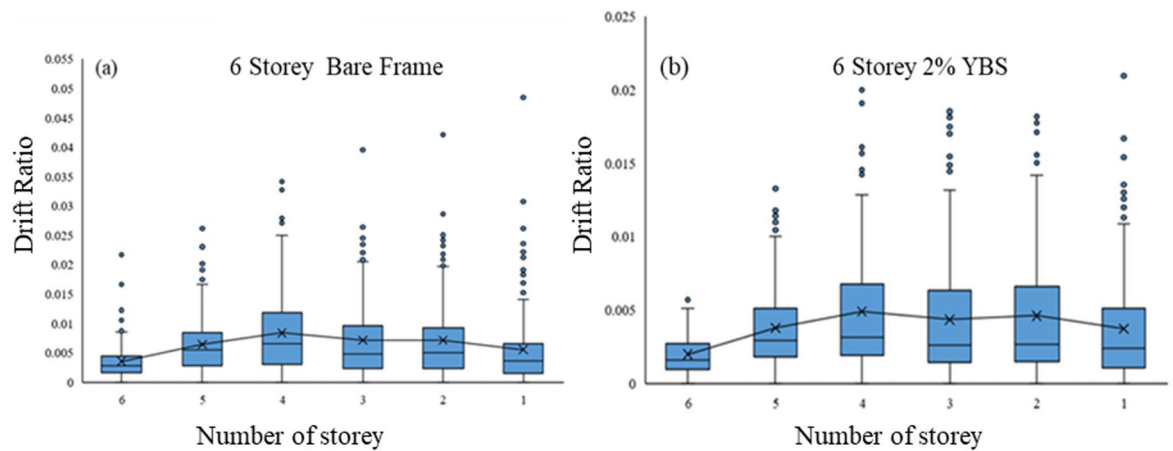 (a) 6 Storey Bare Frame
Drift Ratio
0.055
0.05
0.045
0.04
0.035
0.03
0.025
0.02
0.015
0.01
0.005
0
6 5 4 3 2 1
Number of storey
(b) 6 Storey 2% YBS
Drift Ratio
0.025
0.02
0.015
0.01
0.005
0
6 5 4 3 2 1
Number of storey